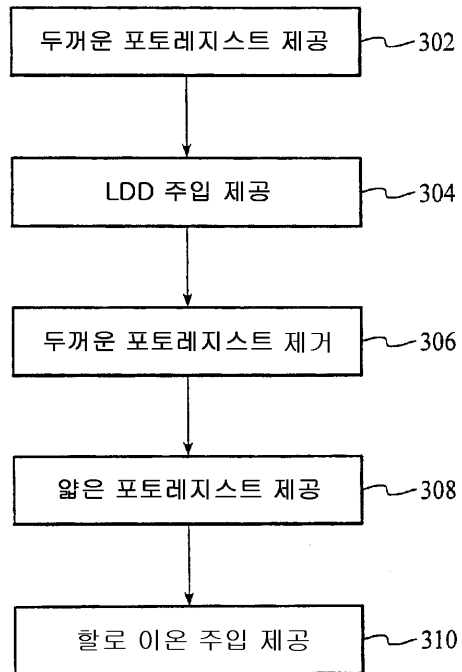 두꺼운 포토레지스트 제공 302
LDD 주입 제공 304
두꺼운 포토레지스트 제거 306
얇은 포토레지스트 제공 308
할로 이온 주입 제공 310